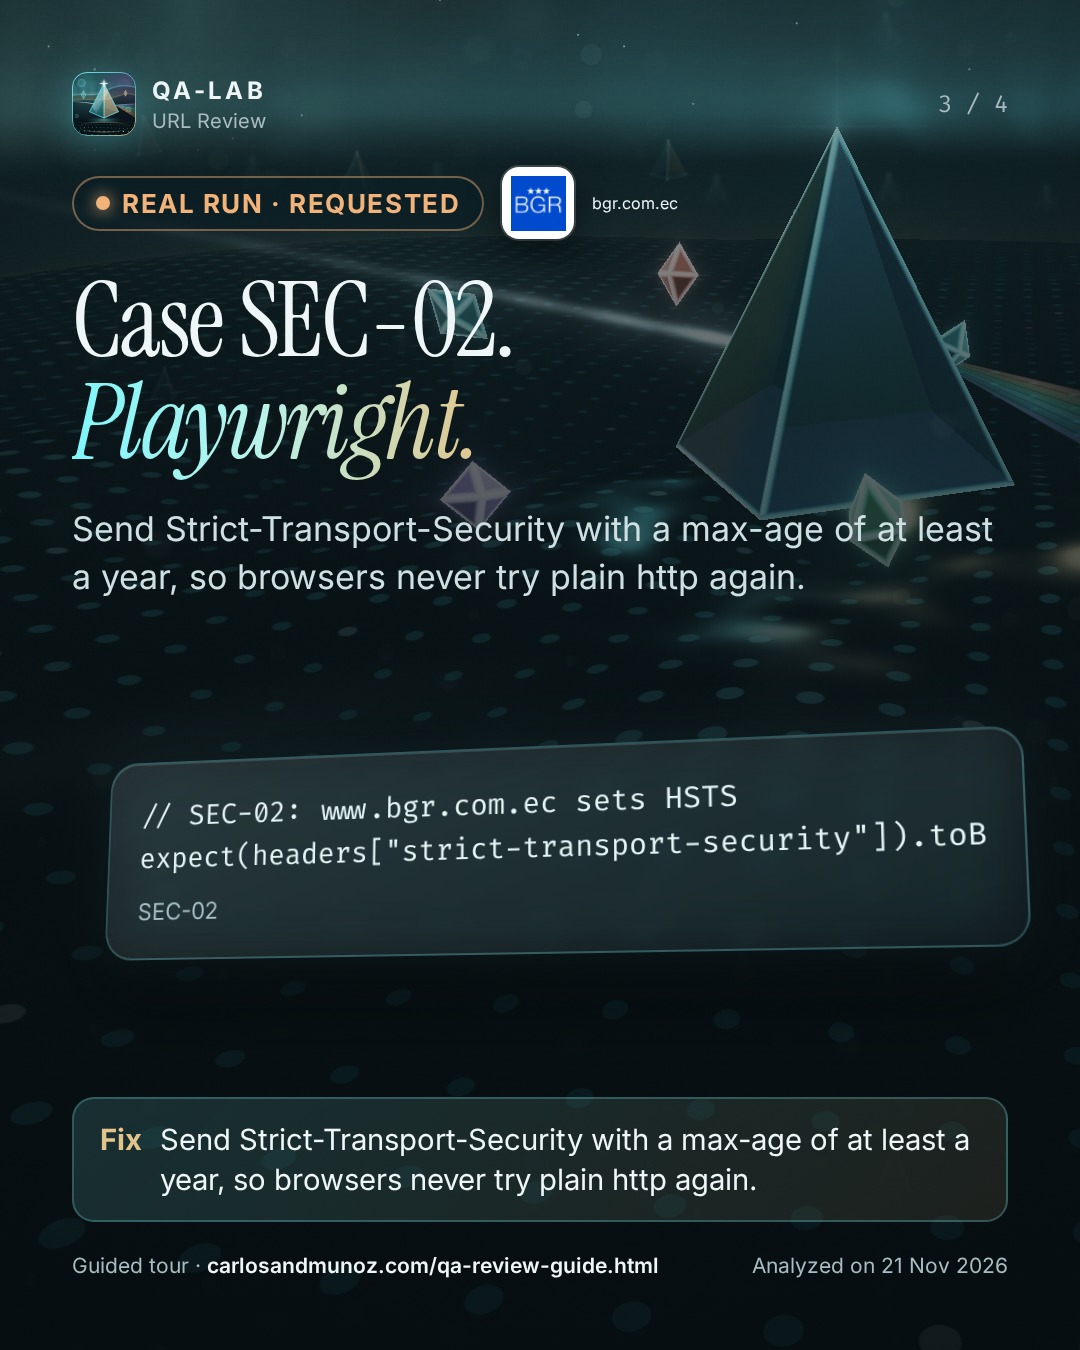 QA-LAB
URL Review
3 / 4
REAL RUN · REQUESTED
BGR
bgr.com.ec
Case SEC-02.
Playwright.
Send Strict-Transport-Security with a max-age of at least
a year, so browsers never try plain http again.
// SEC-02: www.bgr.com.ec sets HSTS
expect(headers["strict-transport-security"]).toB
SEC-02
Fix Send Strict-Transport-Security with a max-age of at least a
year, so browsers never try plain http again.
Guided tour · carlosandmunoz.com/qa-review-guide.html
Analyzed on 21 Nov 2026